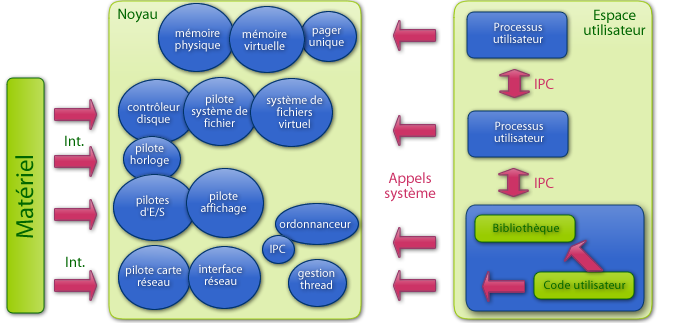 Noyau
mémoire
physique
mémoire
virtuelle
pager
unique
contrôleur
disque
pilote
système de
fichier
système de
fichiers
virtuel
pilote
horloge
pilotes
d'E/S
pilote
affichage
ordonnanceur
IPC
pilote carte
réseau
interface
réseau
gestion
thread
Matériel
Int.
Int.
Appels
système
Espace
utilisateur
Processus
utilisateur
IPC
Processus
utilisateur
IPC
Bibliothèque
Code utilisateur